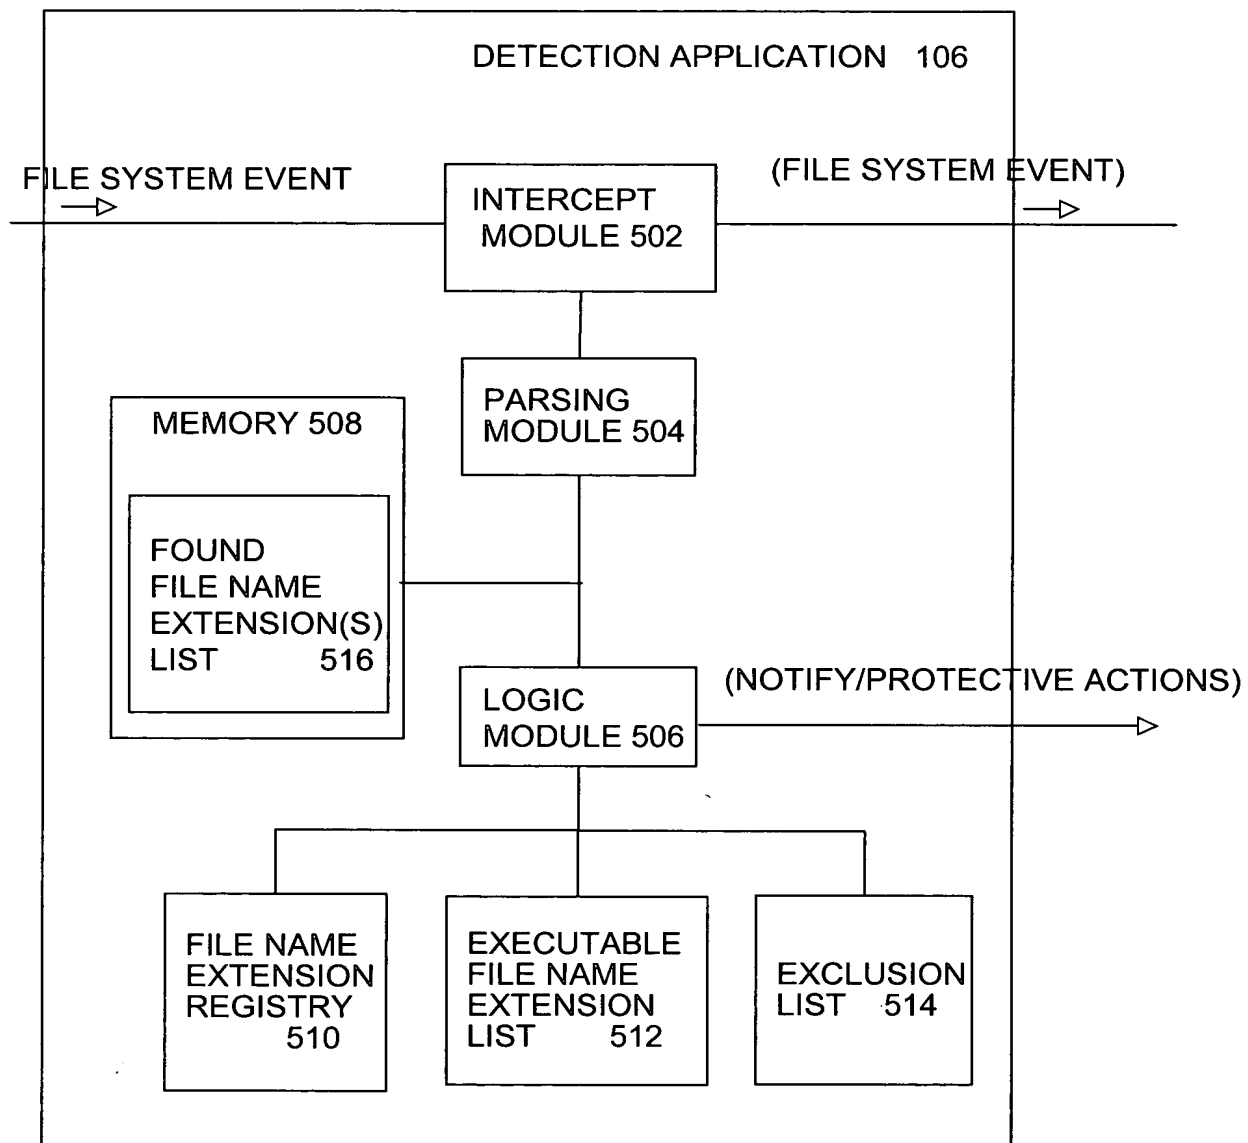 DETECTION APPLICATION 106
FILE SYSTEM EVENT
(FILE SYSTEM EVENT)
INTERCEPT
MODULE 502
PARSING
MODULE 504
MEMORY 508
FOUND
FILE NAME
EXTENSION(S)
LIST 516
LOGIC
MODULE 506
(NOTIFY/PROTECTIVE ACTIONS)
FILE NAME
EXTENSION
REGISTRY
510
EXECUTABLE
FILE NAME
EXTENSION
LIST 512
EXCLUSION
LIST 514